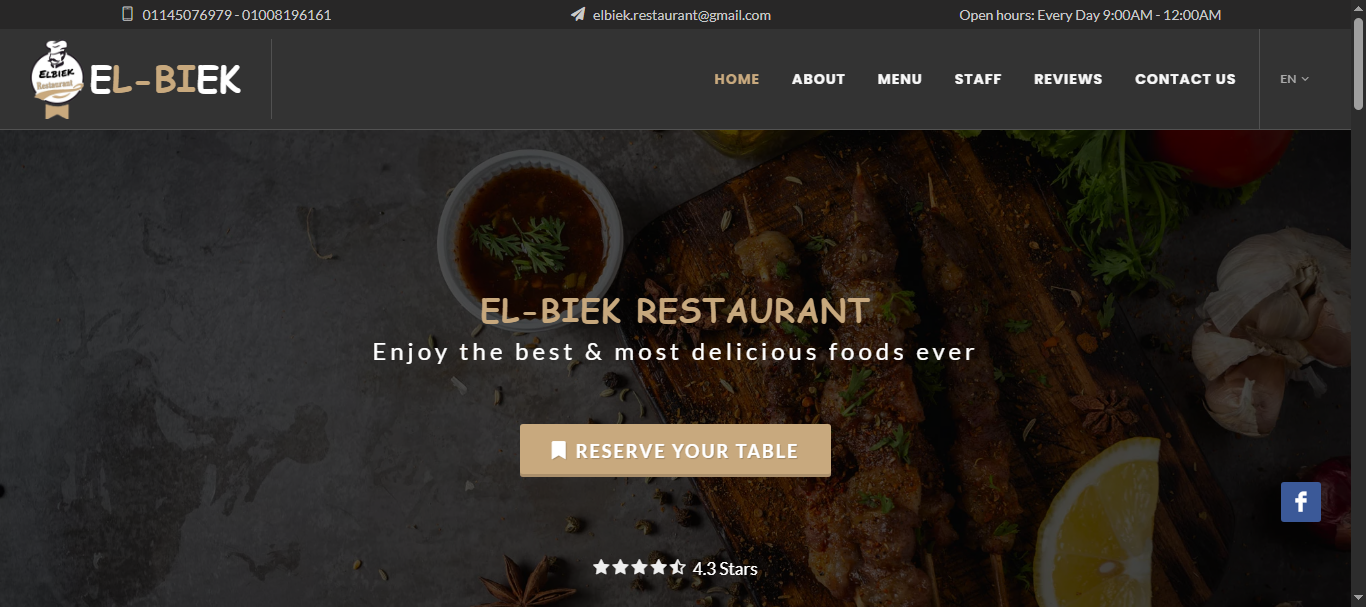 01145076979 - 01008196161
elbiek.restaurant@gmail.com
Open hours: Every Day 9:00AM - 12:00AM
ELBIEK
Restaurant
EL-BIEK
HOME
ABOUT
MENU
STAFF
REVIEWS
CONTACT US
EN
EL-BIEK RESTAURANT
Enjoy the best & most delicious foods ever
RESERVE YOUR TABLE
4.3 Stars